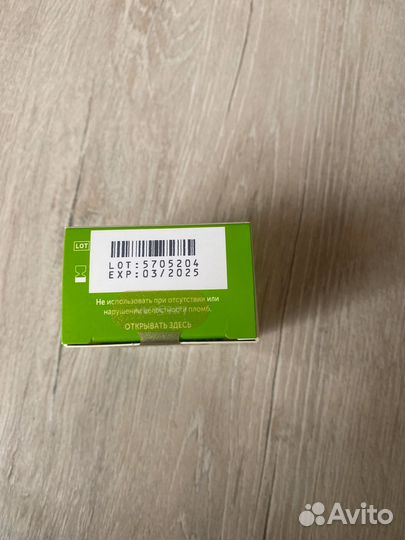 LOT
LOT:5705204
EXP:03/2025
Не использовать при отсутствии или
нарушении целостности пломб.
ОТКРЫВАТЬ ЗДЕСЬ
Avito